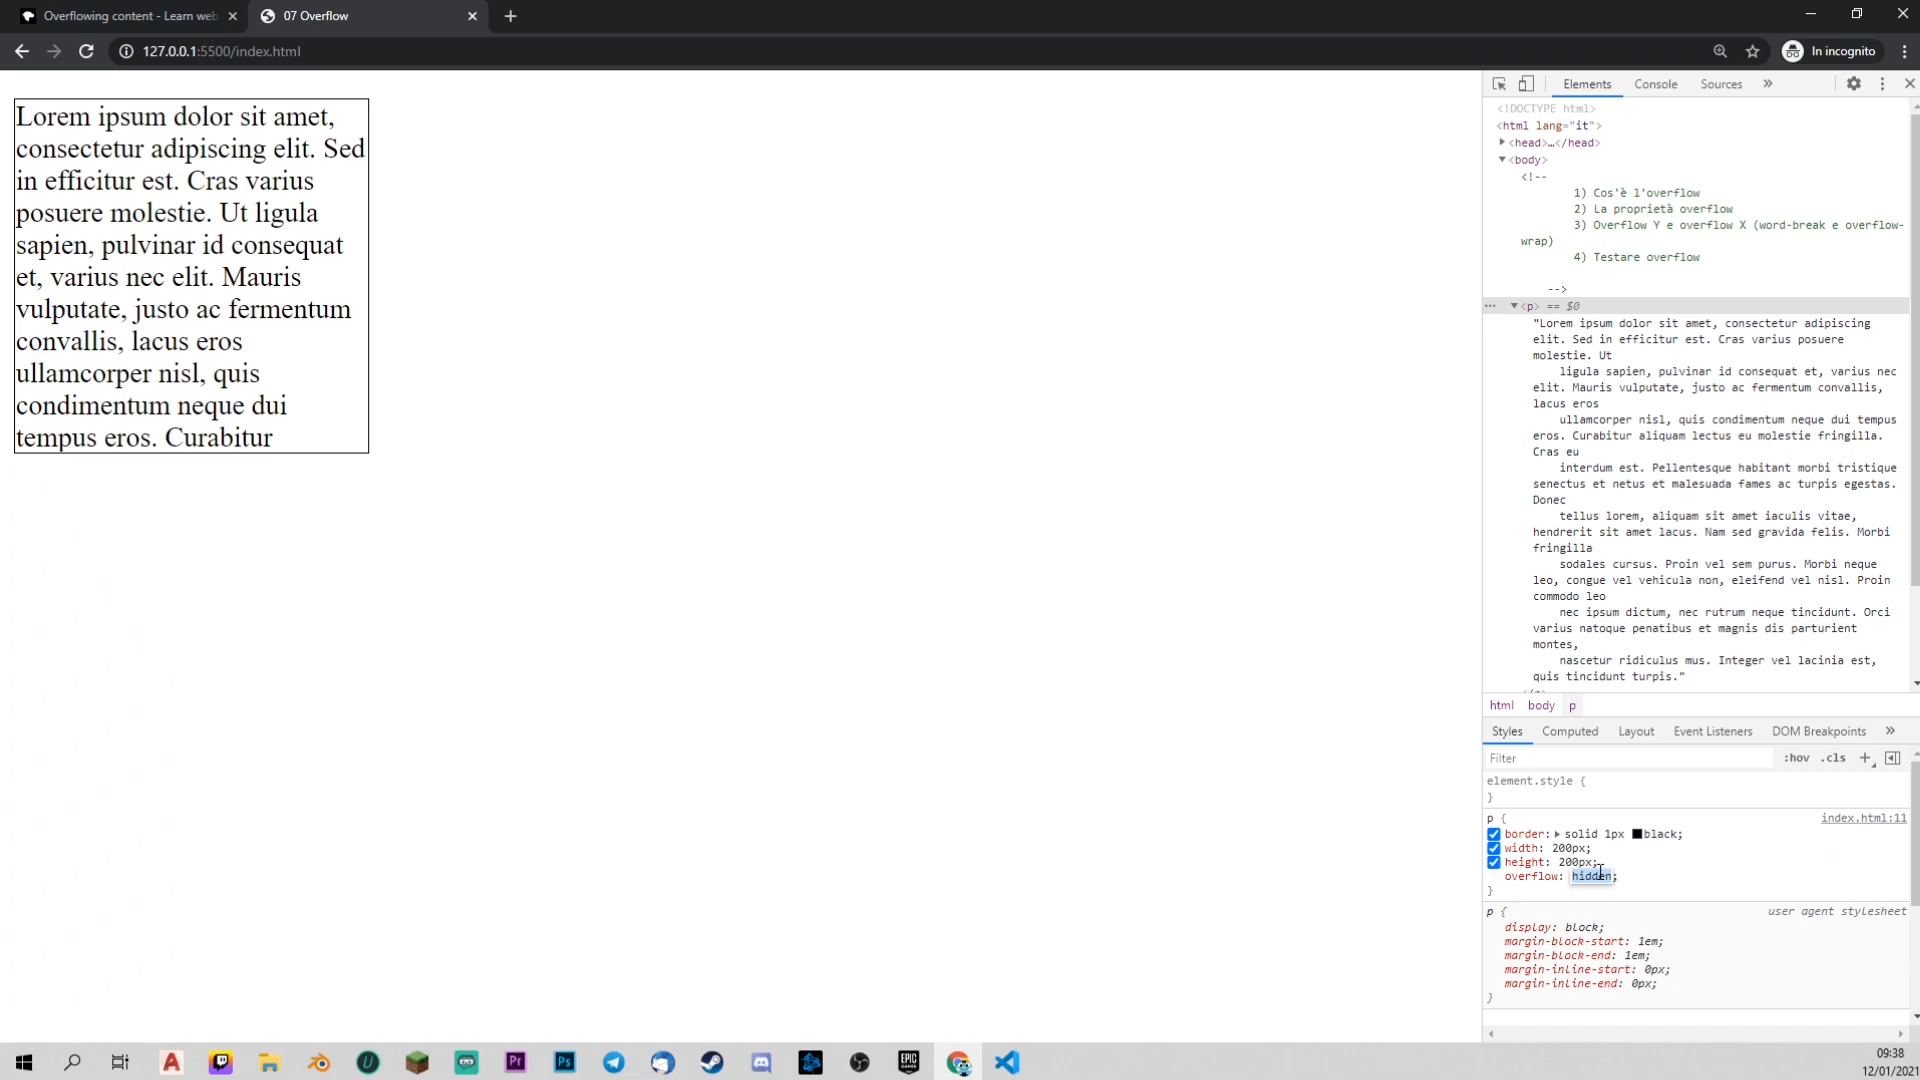 Overflowing content - Learn web
07 Overflow
127.0.0.1:5500/index.html
In incognito
Lorem ipsum dolor sit amet,
consectetur adipiscing elit. Sed
in efficitur est. Cras varius
posuere molestie. Ut ligula
sapien, pulvinar id consequat
et, varius nec elit. Mauris
vulputate, justo ac fermentum
convallis, lacus eros
ullamcorper nisl, quis
condimentum neque dui
tempus eros. Curabitur
Elements Console Sources »
<!DOCTYPE html>
<html lang="it">
<head>…</head>
<body>
<!--
1) Cos'è l'overflow
2) La proprietà overflow
3) Overflow Y e overflow X (word-break e overflow-
wrap)
4) Testare overflow
-->
<p> == $0
"Lorem ipsum dolor sit amet, consectetur adipiscing
elit. Sed in efficitur est. Cras varius posuere
molestie. Ut
ligula sapien, pulvinar id consequat et, varius nec
elit. Mauris vulputate, justo ac fermentum convallis,
lacus eros
ullamcorper nisl, quis condimentum neque dui tempus
eros. Curabitur aliquam lectus eu molestie fringilla.
Cras eu
interdum est. Pellentesque habitant morbi tristique
senectus et netus et malesuada fames ac turpis egestas.
Donec
tellus lorem, aliquam sit amet iaculis vitae,
hendrerit sit amet lacus. Nam sed gravida felis. Morbi
fringilla
sodales cursus. Proin vel sem purus. Morbi neque
leo, congue vel vehicula non, eleifend vel nisl. Proin
commodo leo
nec ipsum dictum, nec rutrum neque tincidunt. Orci
varius natoque penatibus et magnis dis parturient
montes,
nascetur ridiculus mus. Integer vel lacinia est,
quis tincidunt turpis."
html body p
Styles Computed Layout Event Listeners DOM Breakpoints »
Filter :hov .cls +
element.style {
}
p { index.html:11
border: solid 1px black;
width: 200px;
height: 200px;
overflow: hidden;
}
p { user agent stylesheet
display: block;
margin-block-start: 1em;
margin-block-end: 1em;
margin-inline-start: 0px;
margin-inline-end: 0px;
}
Pr
Ps
EPIC
GAMES
09:38
12/01/2021